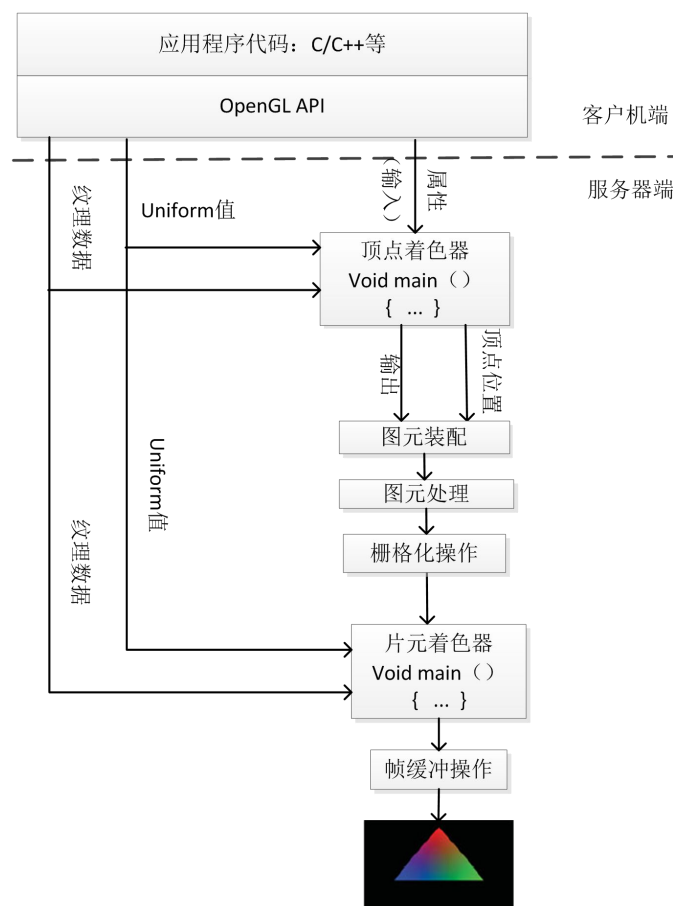 应用程序代码：C/C++等
OpenGL API
客户机端
服务器端
纹理数据
Uniform值
（输入）
属性
顶点着色器
Void main（）
{ ... }
输出
顶点位置
图元装配
图元处理
Uniform值
纹理数据
栅格化操作
片元着色器
Void main（）
{ ... }
帧缓冲操作